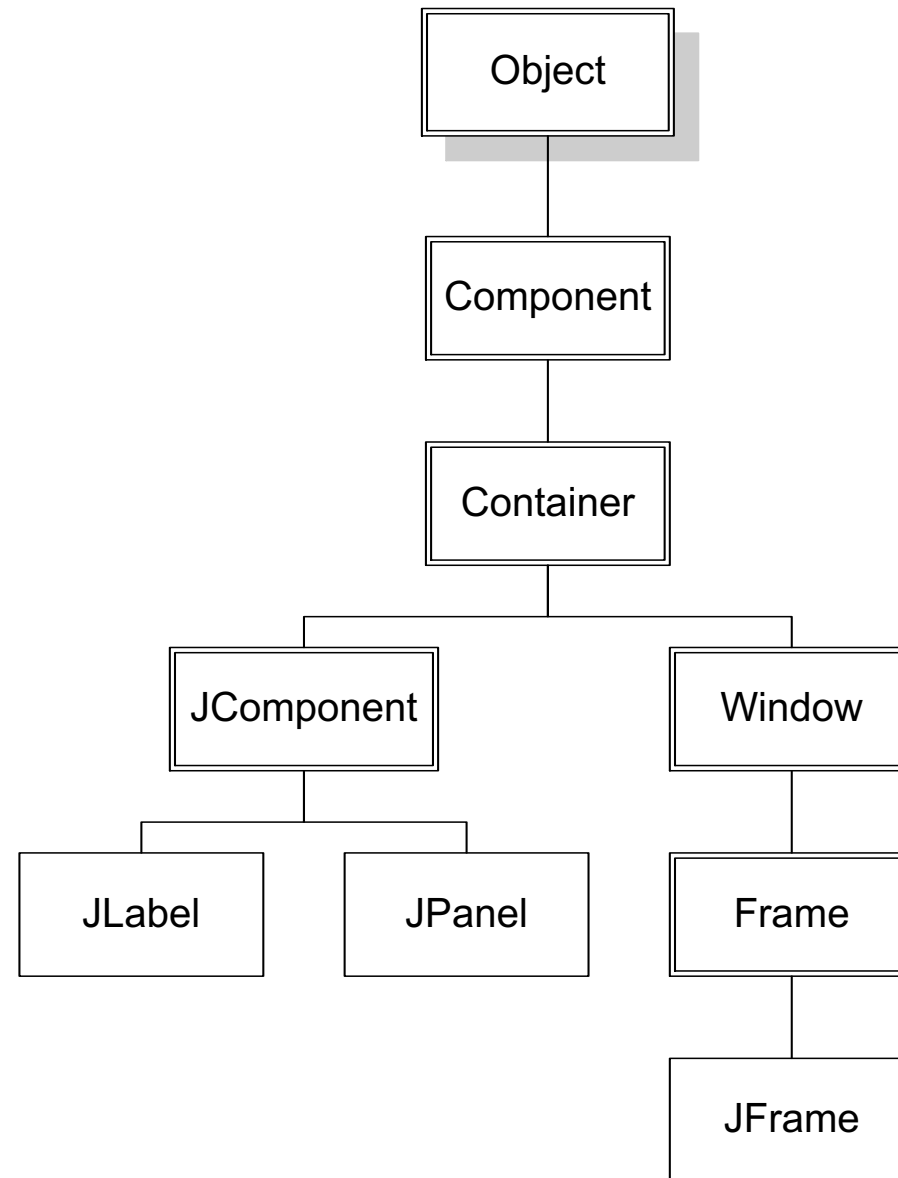 Object
Component
Container
JComponent
Window
JLabel
JPanel
Frame
JFrame